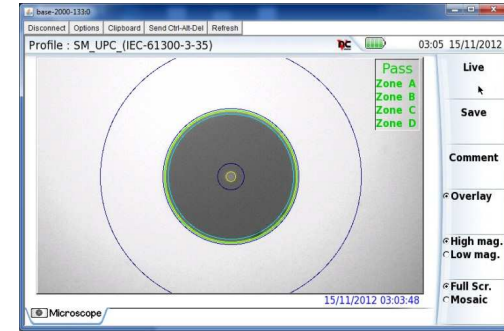 base-2000-133:0
Disconnect Options Clipboard Send Ctrl-Alt-Del Refresh
Profile : SM_UPC_(IEC-61300-3-35)
DC
03:05 15/11/2012
Pass
Zone A
Zone B
Zone C
Zone D
Live
Save
Comment
Overlay
High mag.
Low mag.
Full Scr.
Mosaic
15/11/2012 03:03:48
Microscope